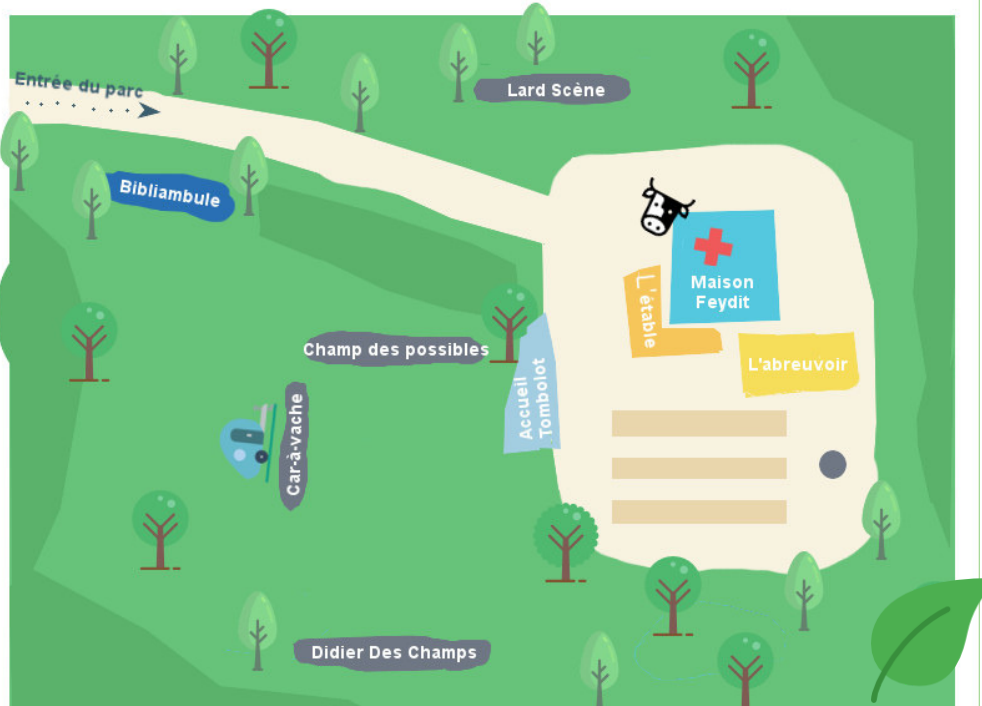 Entrée du parc
Lard Scène
Bibliambule
Maison
Feydit
L'étable
Champ des possibles
L'abreuvoir
Accueil
Tombolot
Car-à-vache
Didier Des Champs